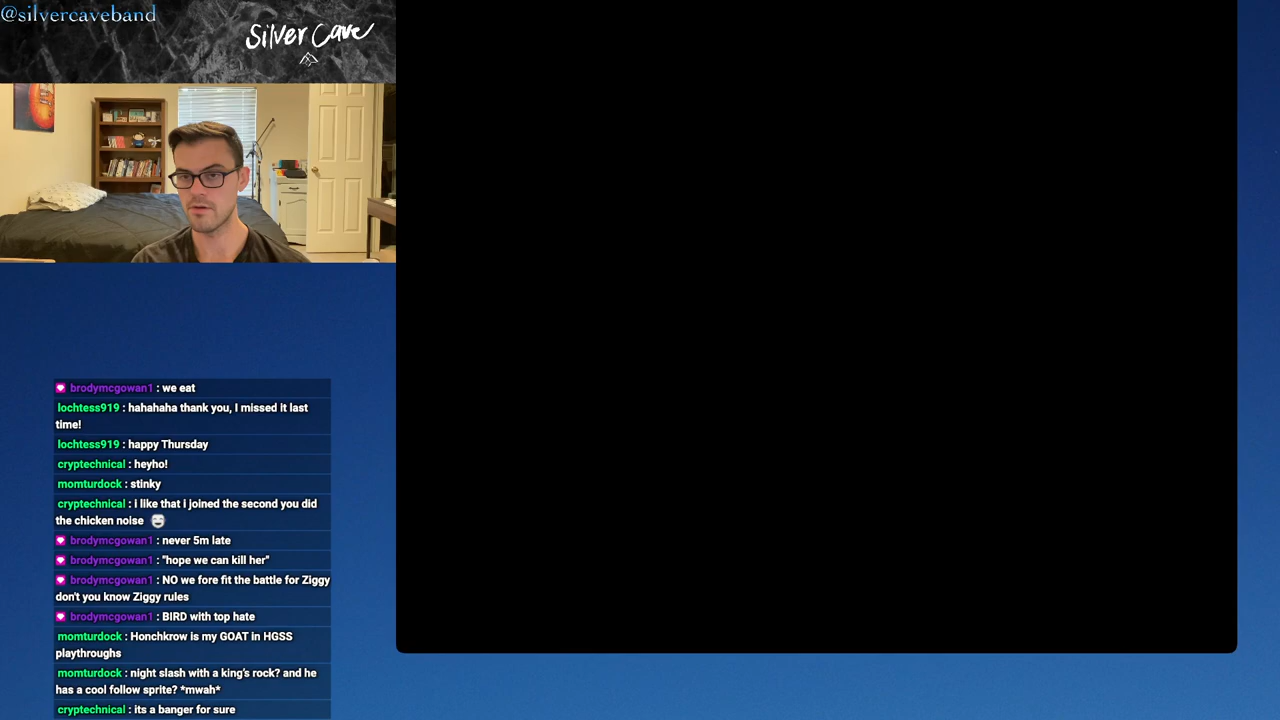 @silvercaveband
Silver Cave
brodymcgowan1 : we eat
lochtess919 : hahahaha thank you, I missed it last
time!
lochtess919 : happy Thursday
cryptechnical : heyho!
momturdock : stinky
cryptechnical : i like that i joined the second you did
the chicken noise
brodymcgowan1 : never 5m late
brodymcgowan1 : "hope we can kill her"
brodymcgowan1 : NO we fore fit the battle for Ziggy
don't you know Ziggy rules
brodymcgowan1 : BIRD with top hate
momturdock : Honchkrow is my GOAT in HGSS
playthroughs
momturdock : night slash with a king's rock? and he
has a cool follow sprite? *mwah*
cryptechnical : its a banger for sure